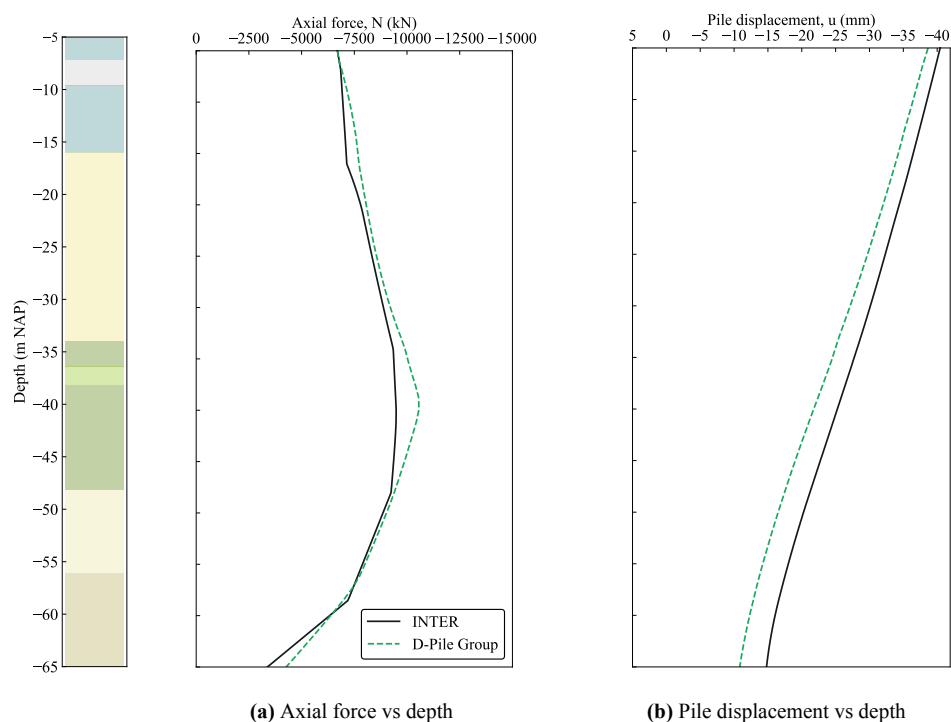 Axial force, N (kN)
0 −2500 −5000 −7500 −10000 −12500 −15000
Pile displacement, u (mm)
5 0 −5 −10 −15 −20 −25 −30 −35 −40
Depth (m NAP)
−5
−10
−15
−20
−25
−30
−35
−40
−45
−50
−55
−60
−65
INTER
D-Pile Group
(a) Axial force vs depth
(b) Pile displacement vs depth